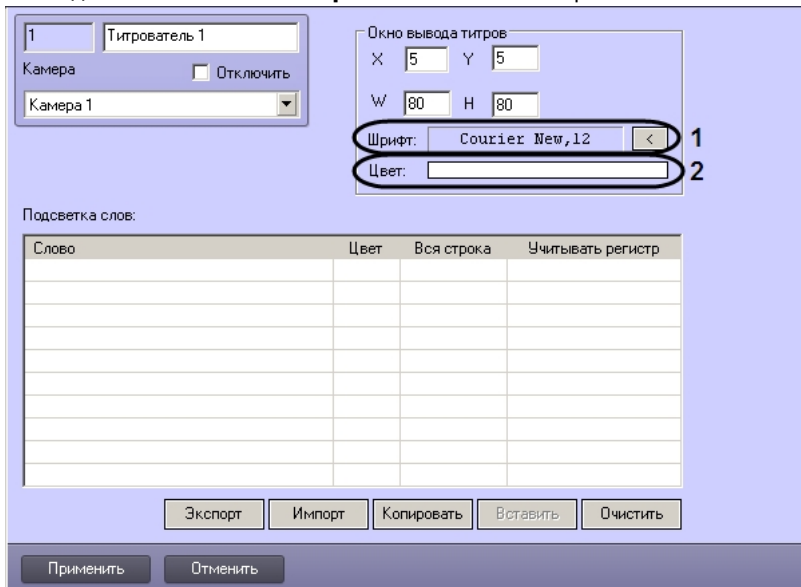 1 Титрователь 1
Камера Отключить
Камера 1
Окно вывода титров
X 5 Y 5
W 80 H 80
Шрифт: Courier New,12 < 1
Цвет: 2
Подсветка слов:
Слово Цвет Вся строка Учитывать регистр
Экспорт Импорт Копировать Вставить Очистить
Применить Отменить